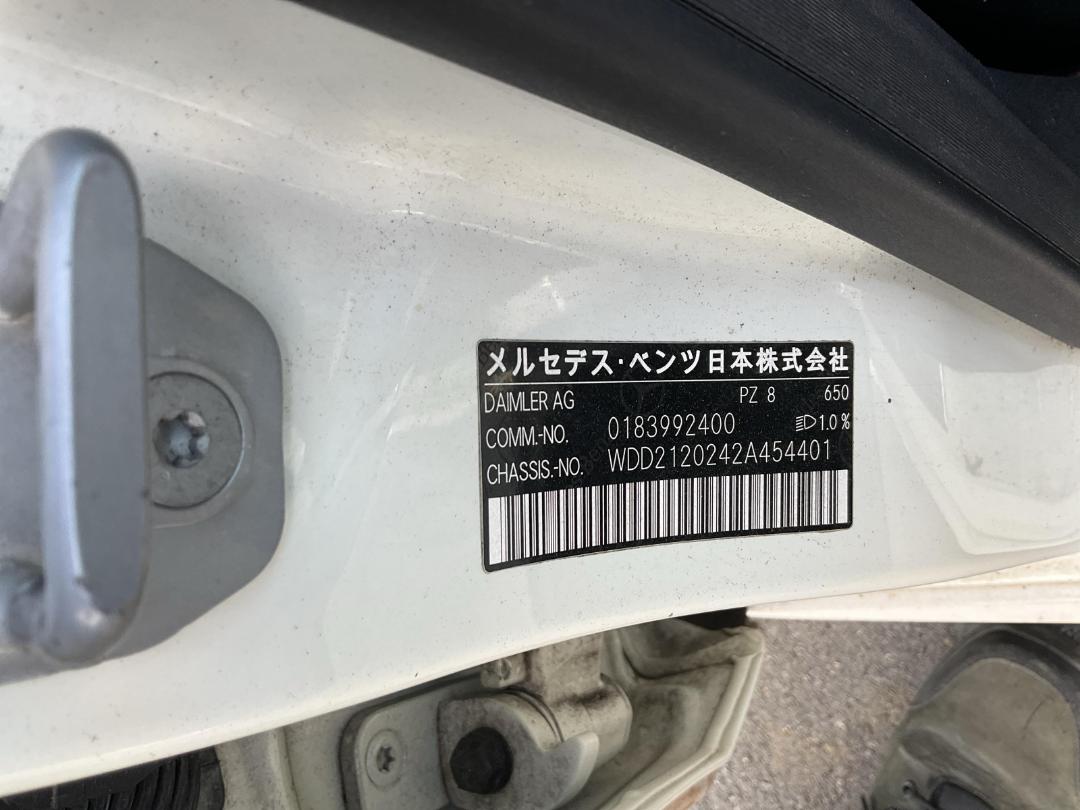 メルセデス・ベンツ日本株式会社
DAIMLER AG PZ 8 650
COMM.-NO. 0183992400 1.0 %
CHASSIS.-NO. WDD2120242A454401